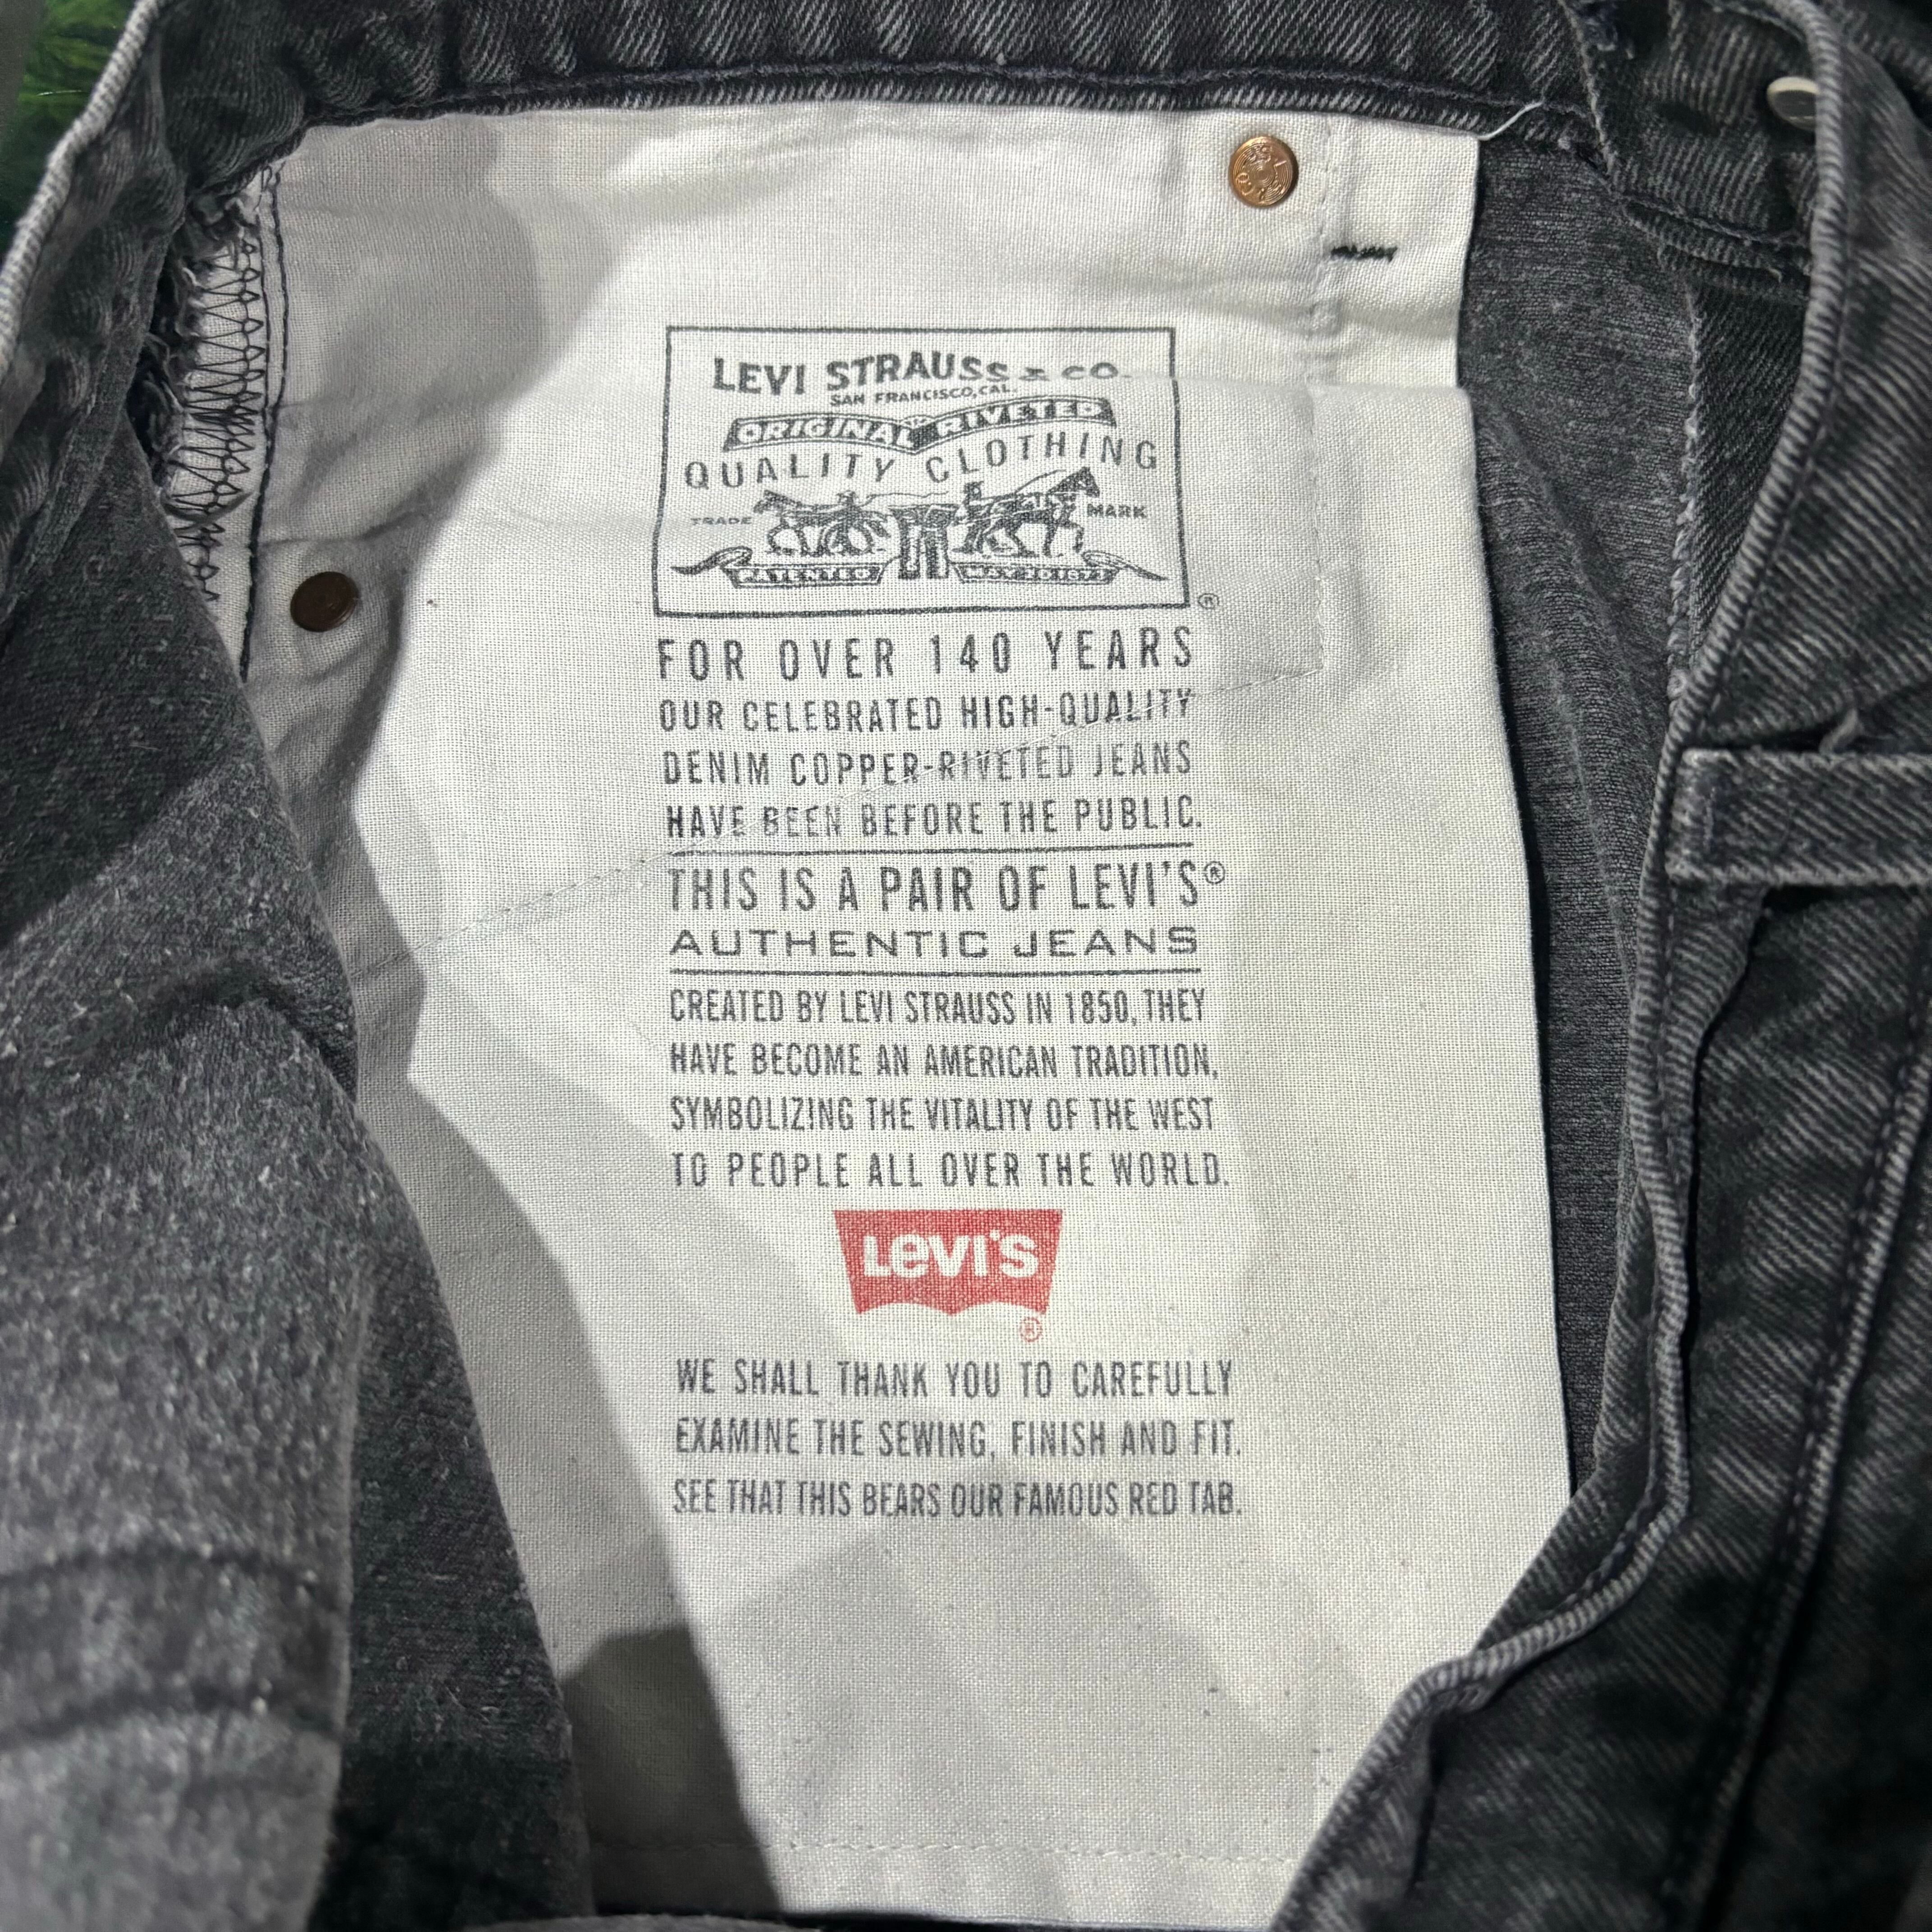 LEVI STRAUSS & CO.
SAN FRANCISCO, CAL.
ORIGINAL RIVETED
QUALITY CLOTHING
TRADE MARK
PATENTED MAY 20 1873
®
FOR OVER 140 YEARS
OUR CELEBRATED HIGH-QUALITY
DENIM COPPER-RIVETED JEANS
HAVE BEEN BEFORE THE PUBLIC.
THIS IS A PAIR OF LEVI'S®
AUTHENTIC JEANS
CREATED BY LEVI STRAUSS IN 1850, THEY
HAVE BECOME AN AMERICAN TRADITION,
SYMBOLIZING THE VITALITY OF THE WEST
TO PEOPLE ALL OVER THE WORLD.
LEVI'S
®
WE SHALL THANK YOU TO CAREFULLY
EXAMINE THE SEWING, FINISH AND FIT.
SEE THAT THIS BEARS OUR FAMOUS RED TAB.